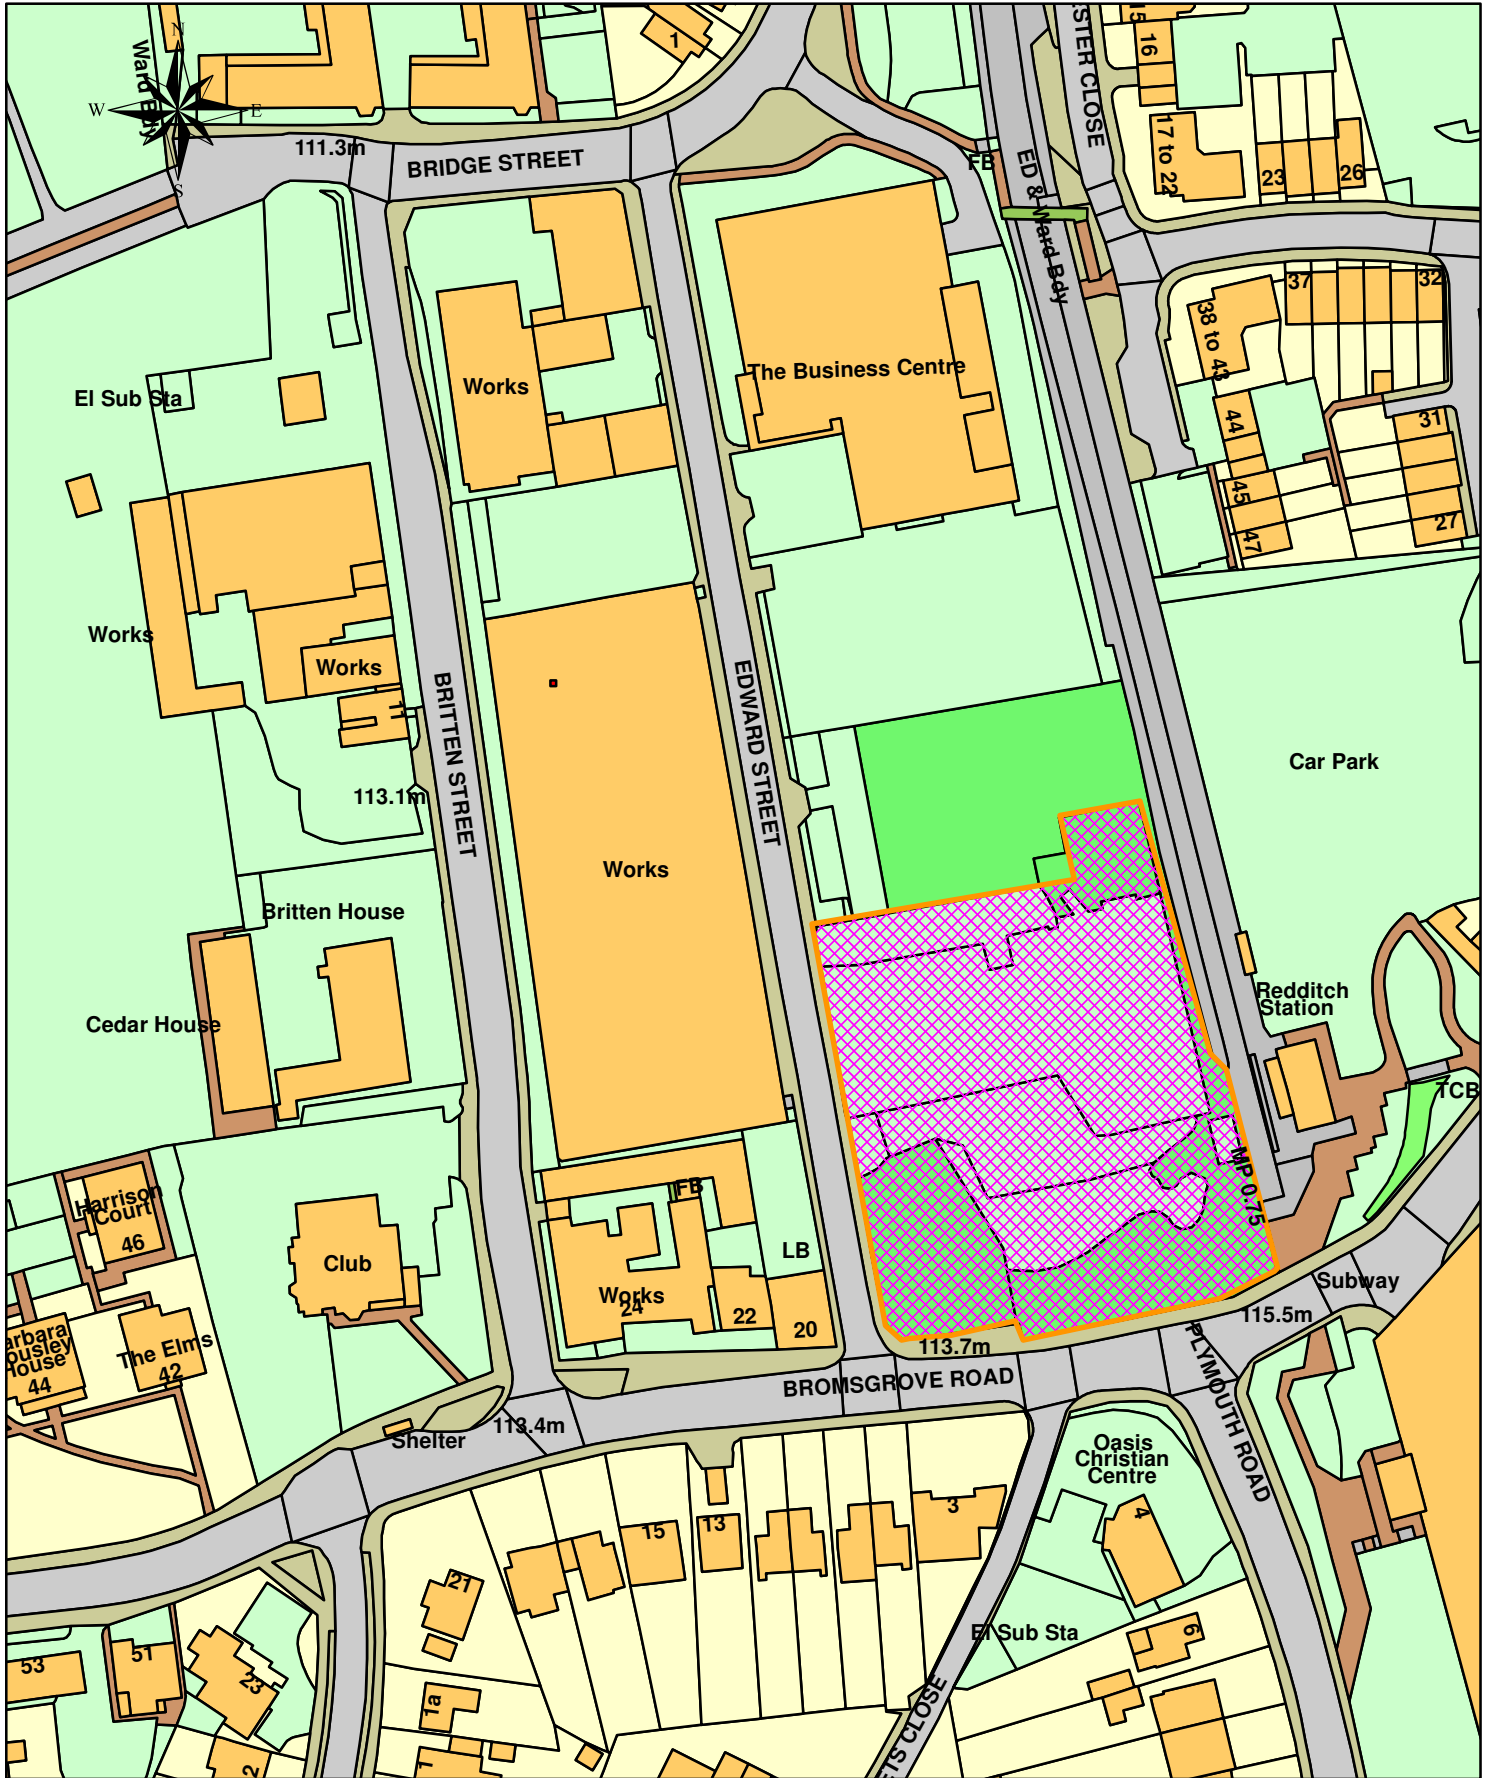 N
W
E
S
Ward Bdy
1
15
16
17 to 22
23
26
111.3m
BRIDGE STREET
FB
ED & Ward Bdy
37
32
38 to 43
44
31
45
47
27
El Sub Sta
Works
The Business Centre
Works
Works
11
BRITTEN STREET
EDWARD STREET
113.1m
Works
Car Park
Britten House
Cedar House
Redditch
Station
TCB
MP 0.75
Harrison
Court
46
FB
LB
Club
Works
24
22
20
Subway
115.5m
The Elms
42
44
113.7m
BROMSGROVE ROAD
PLYMOUTH ROAD
113.4m
Shelter
Oasis
Christian
Centre
3
4
15
13
21
El Sub Sta
6
53
51
23
1a
1
2